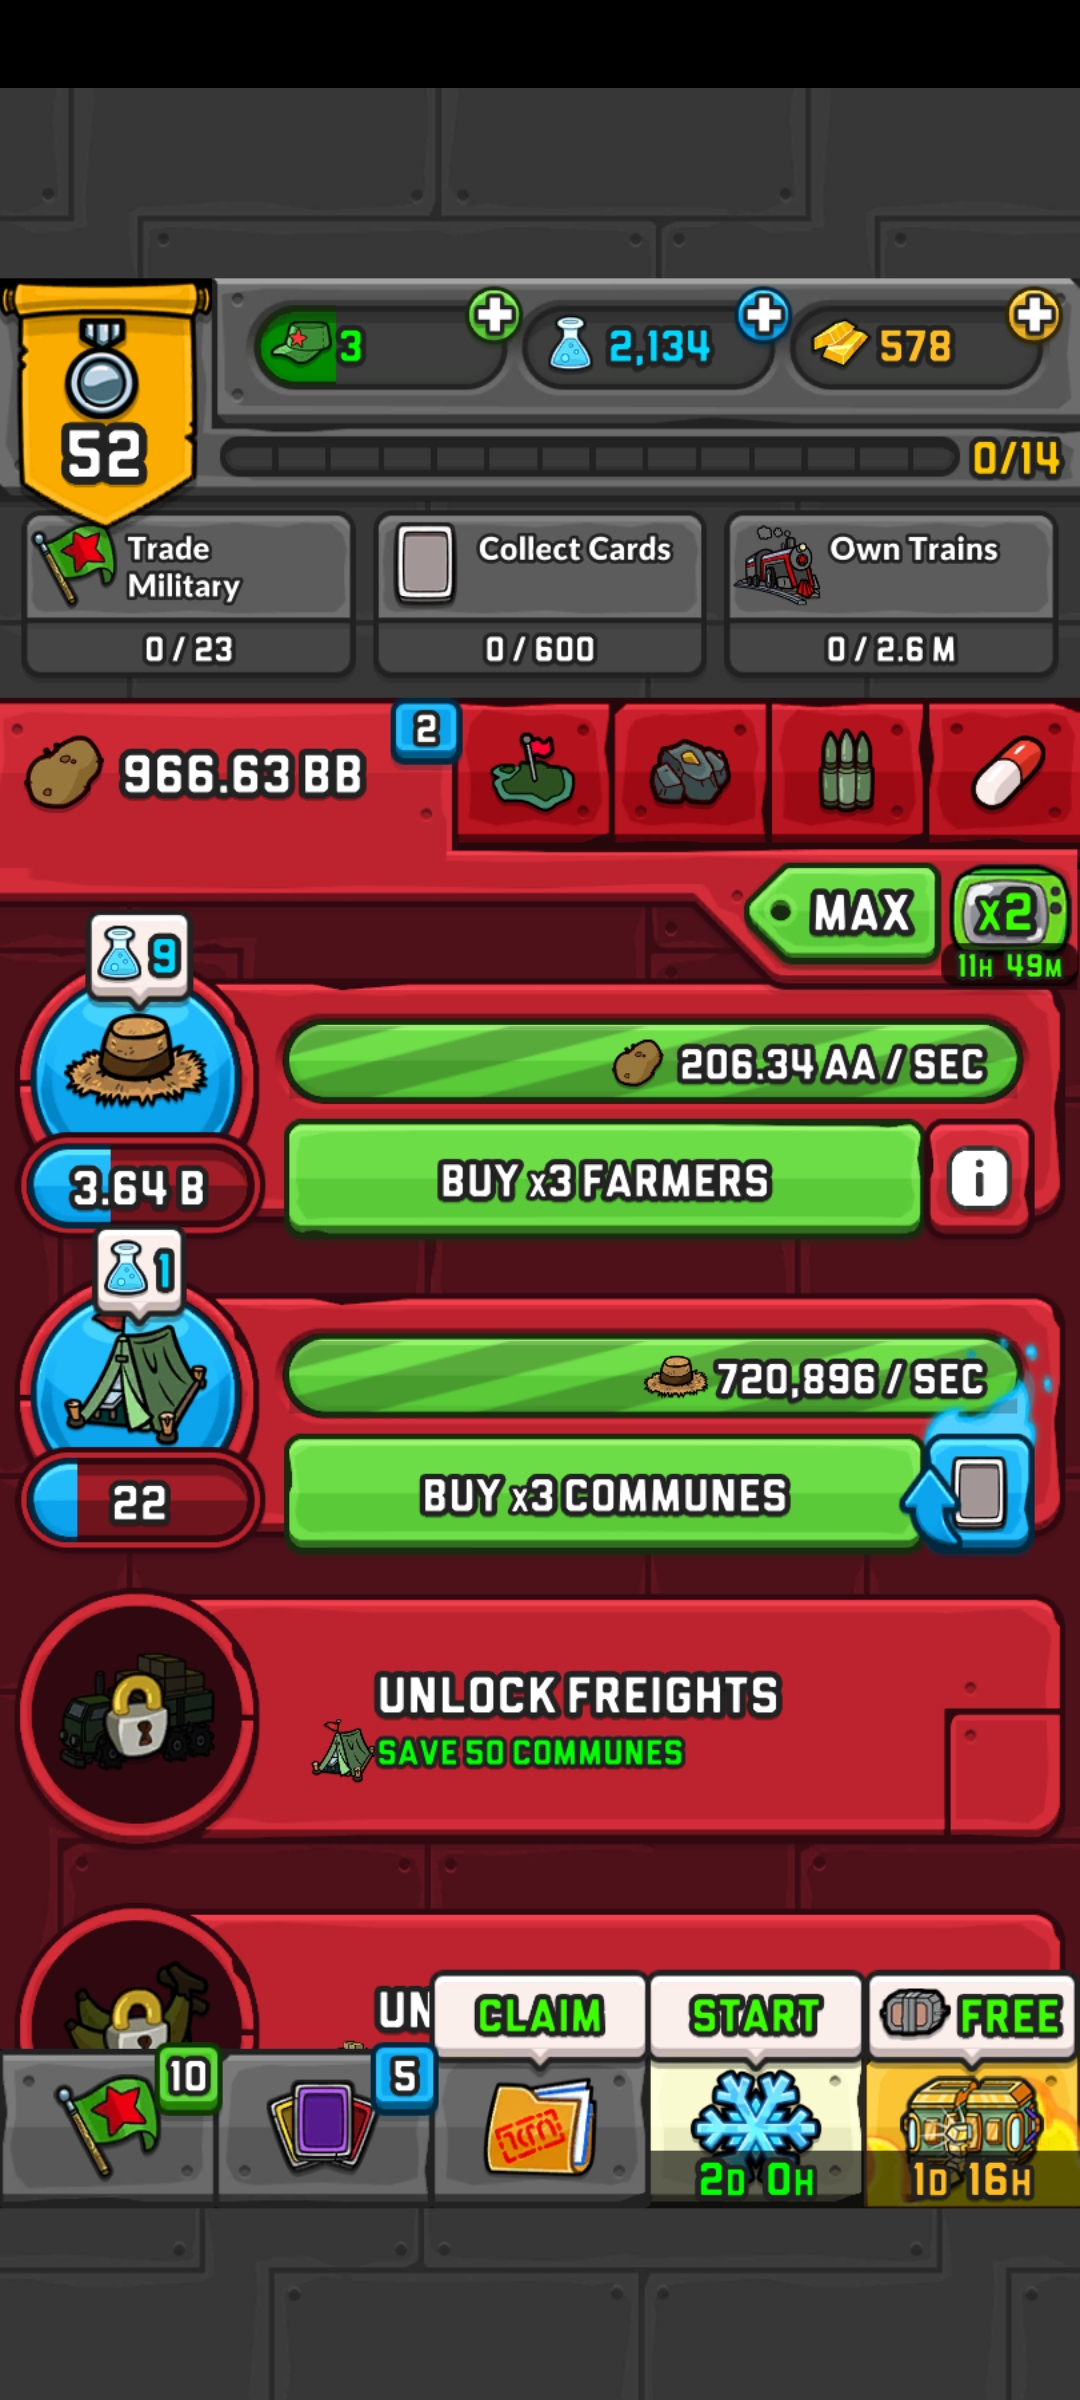 52
3
2,134
578
0/14
Trade
Military
0 / 23
Collect Cards
0 / 600
Own Trains
0 / 2.6 M
966.63 BB
2
MAX
x2
11H 49M
9
206.34 AA / SEC
3.64 B
BUY x3 FARMERS
i
1
720,896 / SEC
22
BUY x3 COMMUNES
UNLOCK FREIGHTS
SAVE 50 COMMUNES
UN
CLAIM
START
FREE
10
5
2D 0H
1D 16H